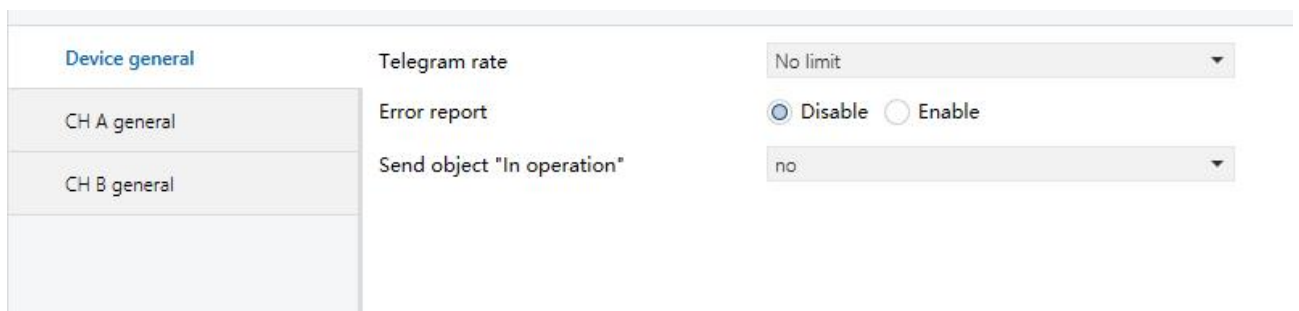 Device general
Telegram rate
No limit
CH A general
Error report
Disable
Enable
CH B general
Send object "In operation"
no